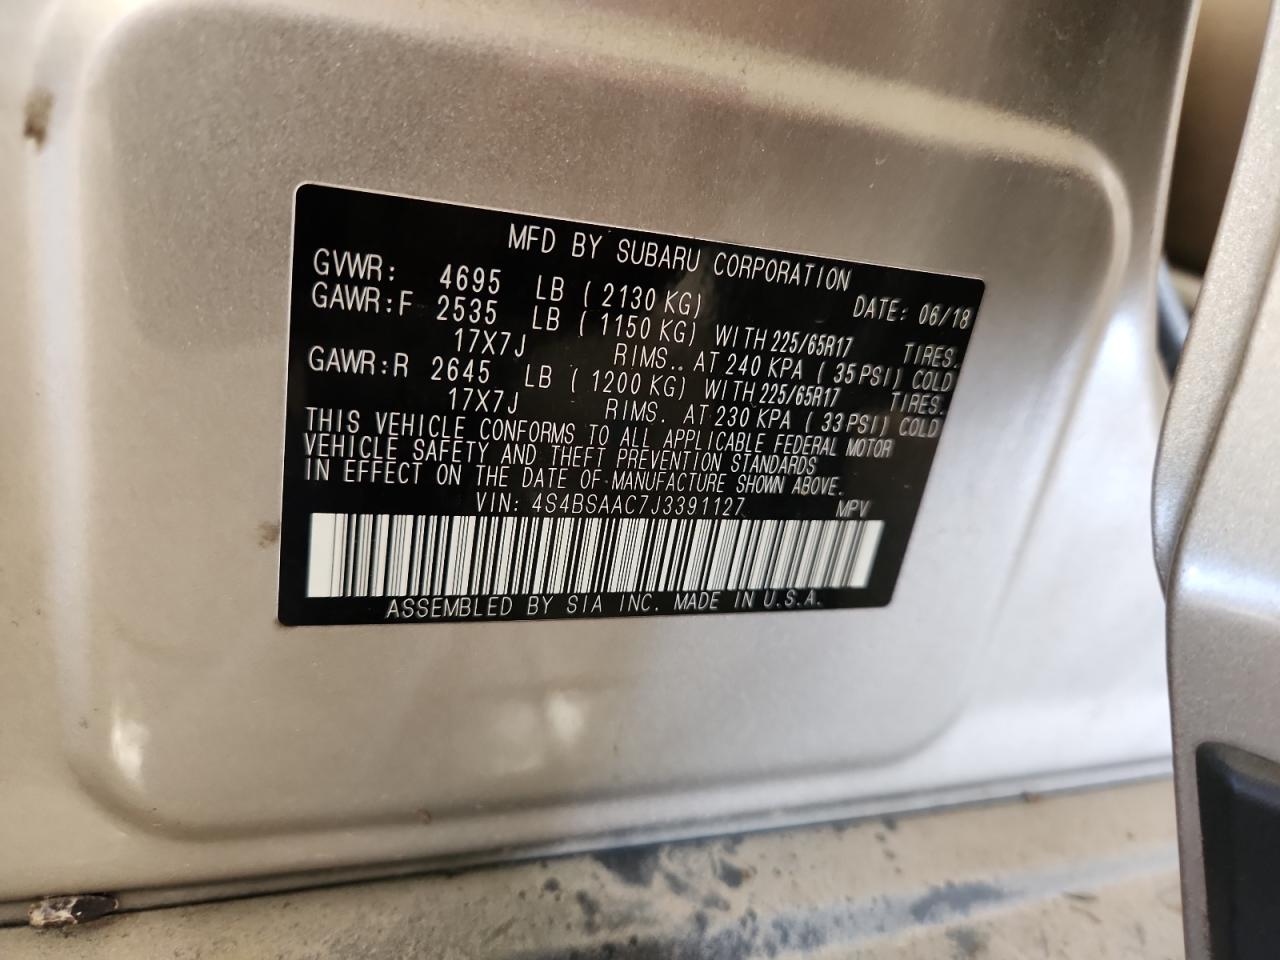 MFD BY SUBARU CORPORATION
GVWR: 4695 LB ( 2130 KG) DATE: 06/18
GAWR:F 2535 LB ( 1150 KG) WITH 225/65R17 TIRES.
17X7J RIMS.. AT 240 KPA ( 35 PSI) COLD
GAWR:R 2645 LB ( 1200 KG) WITH 225/65R17 TIRES.
17X7J RIMS. AT 230 KPA ( 33 PSI) COLD
THIS VEHICLE CONFORMS TO ALL APPLICABLE FEDERAL MOTOR
VEHICLE SAFETY AND THEFT PREVENTION STANDARDS
IN EFFECT ON THE DATE OF MANUFACTURE SHOWN ABOVE.
VIN: 4S4BSAAC7J3391127 MPV
ASSEMBLED BY SIA INC. MADE IN U.S.A.